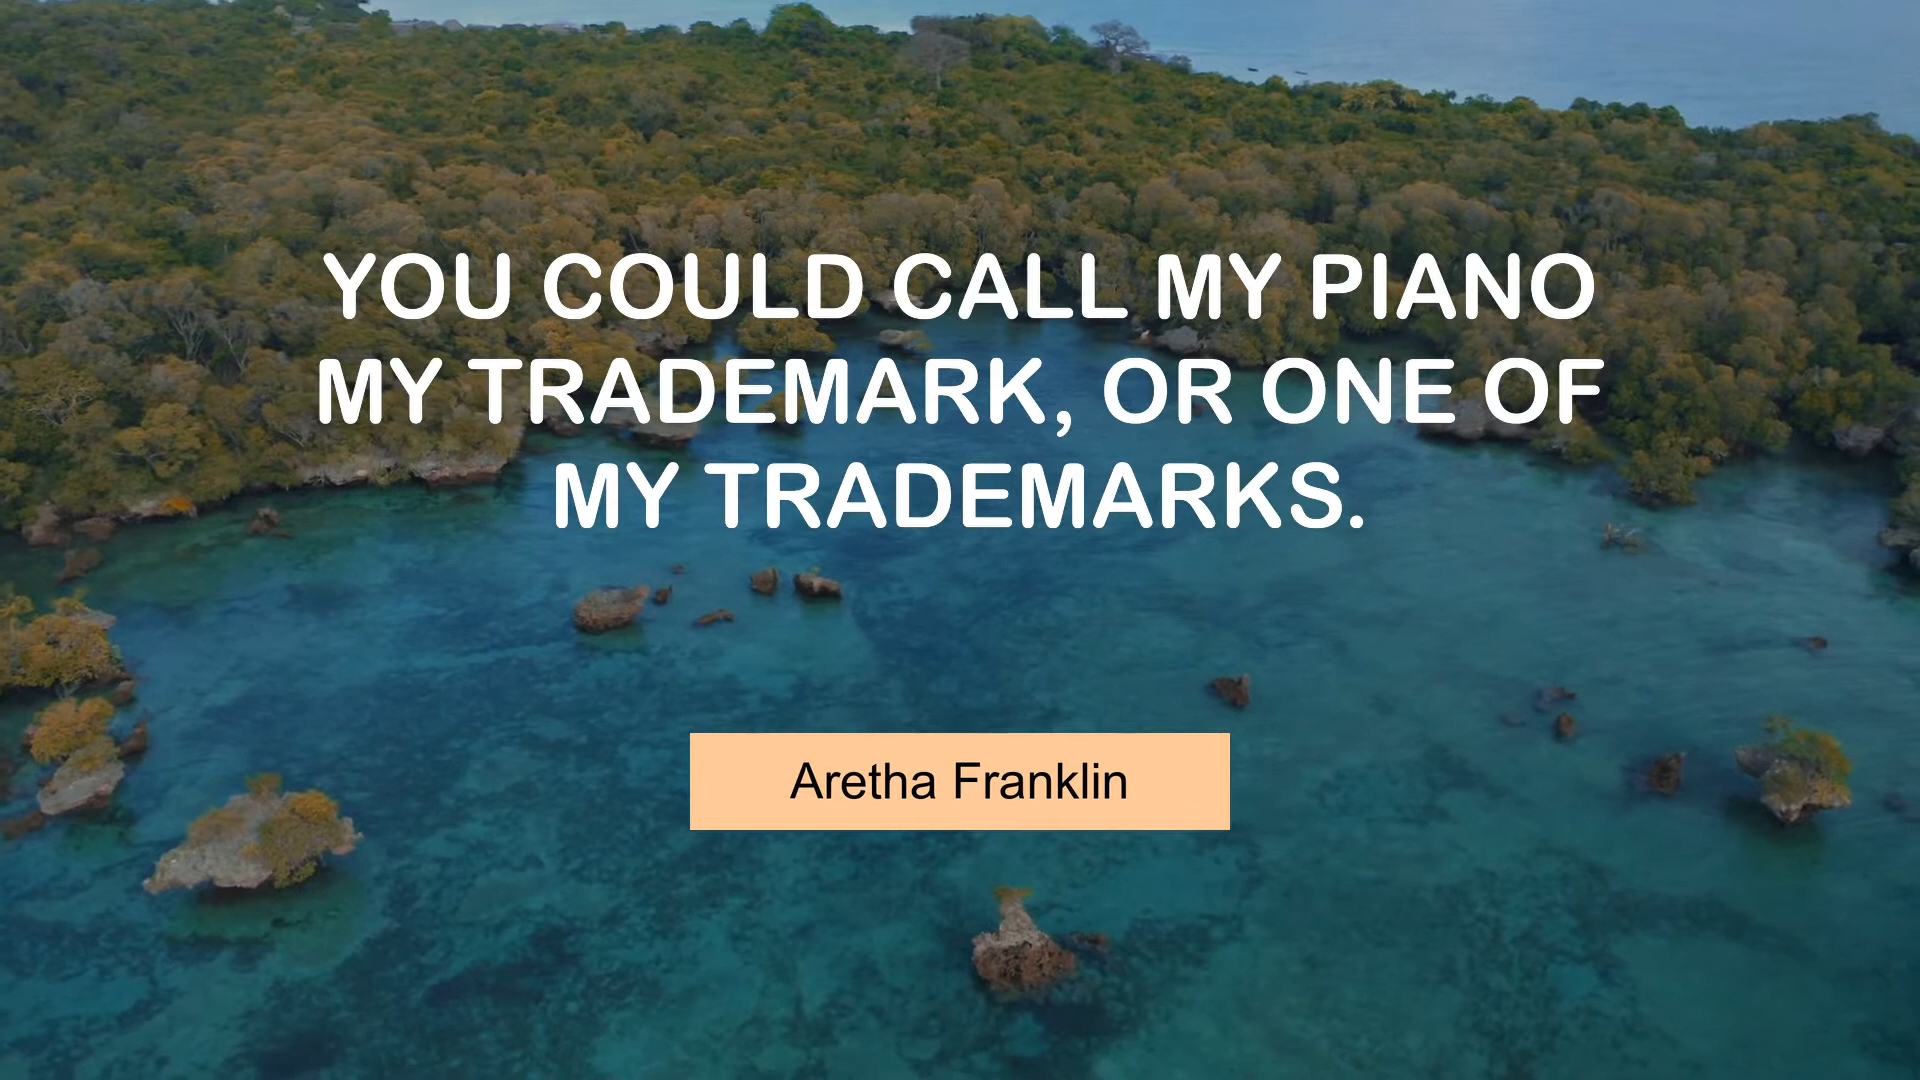 YOU COULD CALL MY PIANO
MY TRADEMARK, OR ONE OF
MY TRADEMARKS.
Aretha Franklin